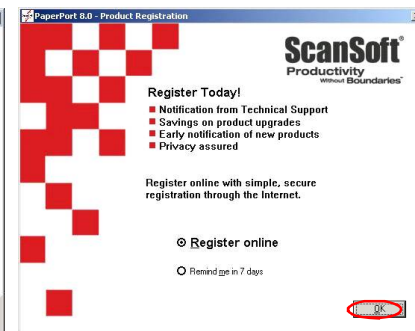 PaperPort 8.0 - Product Registration
ScanSoft®
Productivity
Without Boundaries™
Register Today!
Notification from Technical Support
Savings on product upgrades
Early notification of new products
Privacy assured
Register online with simple, secure
registration through the Internet.
Register online
Remind me in 7 days
OK